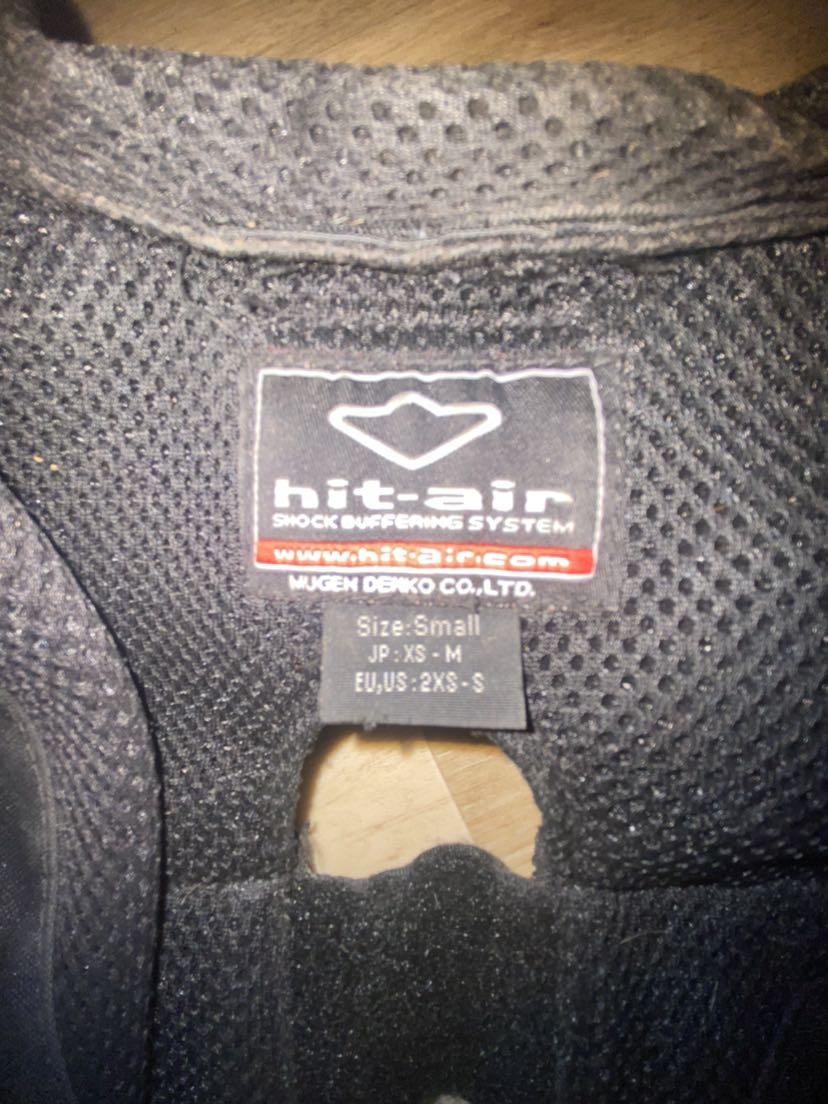 hit-air
SHOCK BUFFERING SYSTEM
www.hit-air.com
MUGEN DENKO CO.,LTD.
Size:Small
JP:XS-M
EU,US:2XS-S